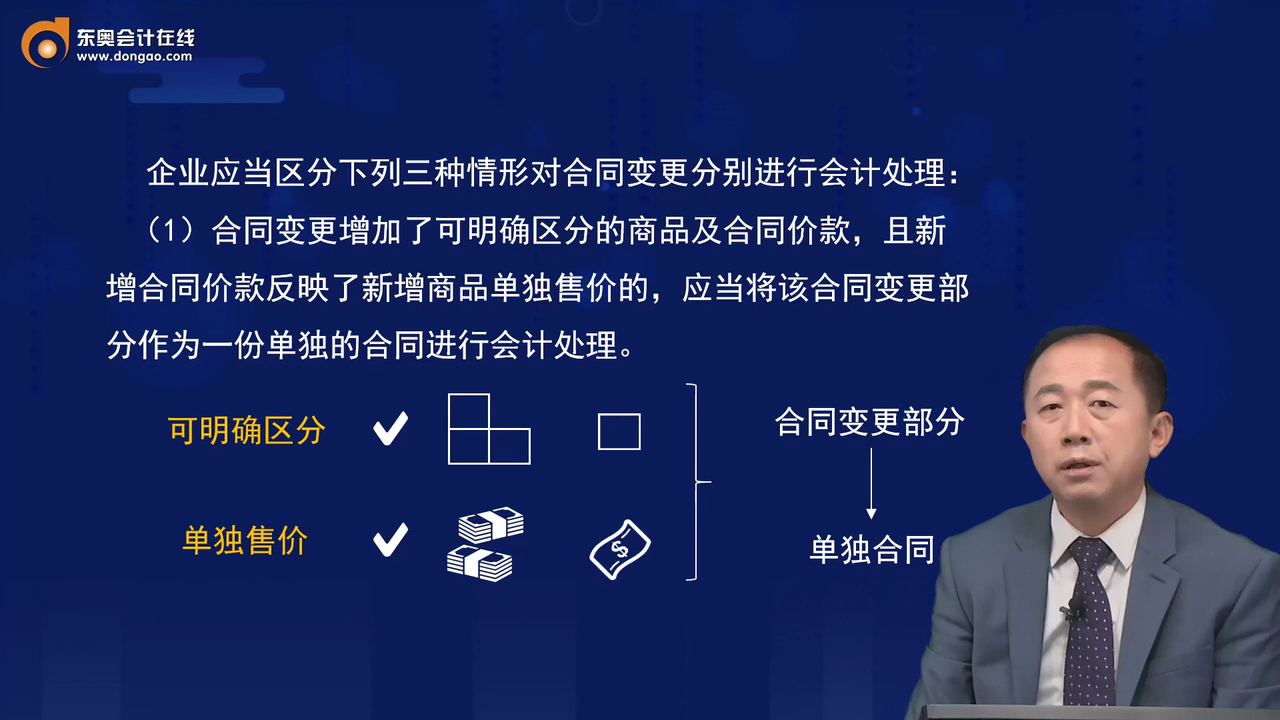 东奥会计在线
www.dongao.com
企业应当区分下列三种情形对合同变更分别进行会计处理：
（1）合同变更增加了可明确区分的商品及合同价款，且新
增合同价款反映了新增商品单独售价的，应当将该合同变更部
分作为一份单独的合同进行会计处理。
可明确区分
合同变更部分
单独售价
$
单独合同